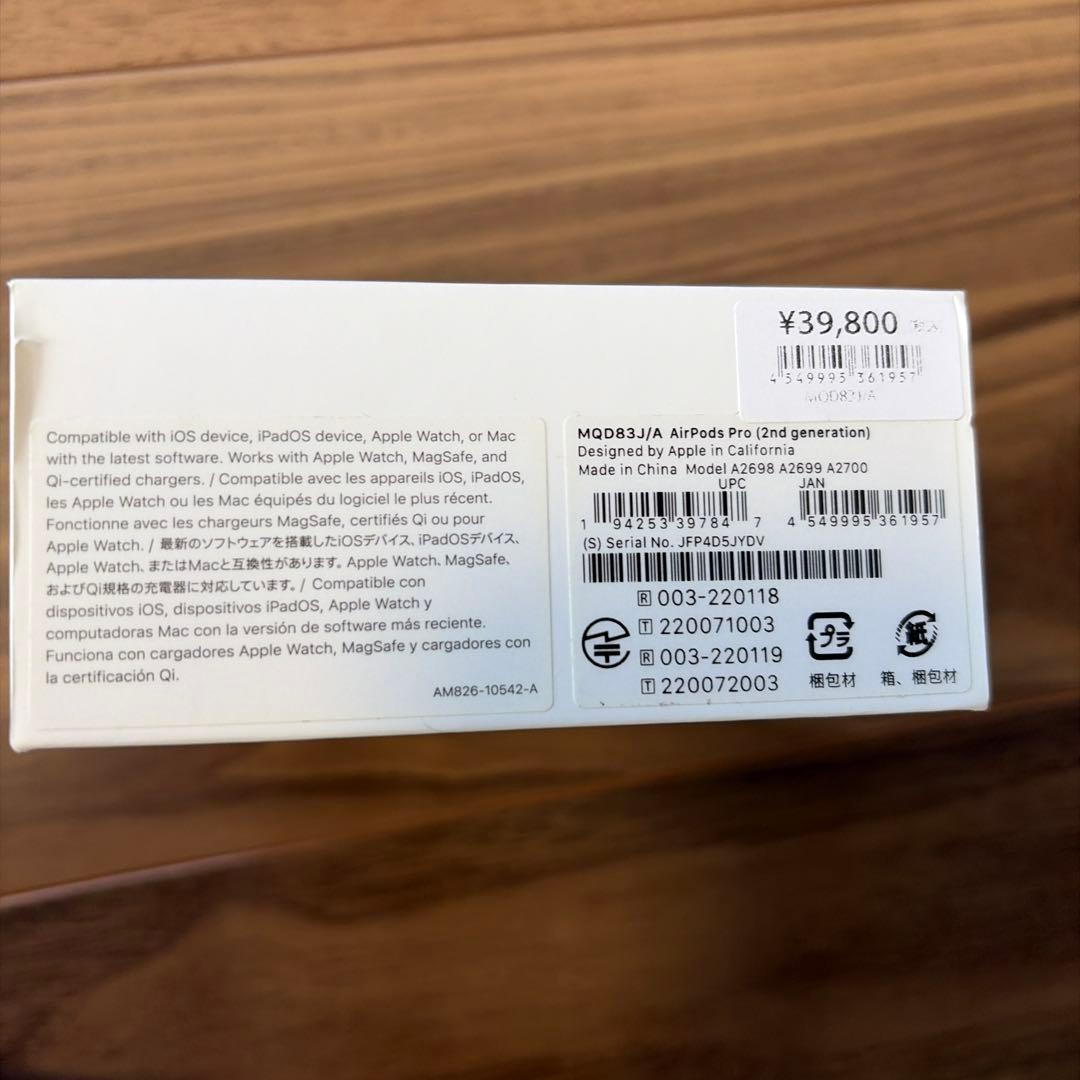 ¥39,800 税込
4 549995 361957
MQD83J/A
Compatible with iOS device, iPadOS device, Apple Watch, or Mac
with the latest software. Works with Apple Watch, MagSafe, and
Qi-certified chargers. / Compatible avec les appareils iOS, iPadOS,
les Apple Watch ou les Mac équipés du logiciel le plus récent.
Fonctionne avec les chargeurs MagSafe, certifiés Qi ou pour
Apple Watch. / 最新のソフトウェアを搭載したiOSデバイス、iPadOSデバイス、
Apple Watch、またはMacと互換性があります。Apple Watch、MagSafe、
およびQi規格の充電器に対応しています。/ Compatible con
dispositivos iOS, dispositivos iPadOS, Apple Watch y
computadoras Mac con la versión de software más reciente.
Funciona con cargadores Apple Watch, MagSafe y cargadores con
la certificación Qi.
AM826-10542-A
MQD83J/A AirPods Pro (2nd generation)
Designed by Apple in California
Made in China Model A2698 A2699 A2700
UPC JAN
1 94253 39784 7 4 549995 361957
(S) Serial No. JFP4D5JYDV
R 003-220118
T 220071003
R 003-220119
T 220072003
プラ 紙
梱包材 箱、梱包材